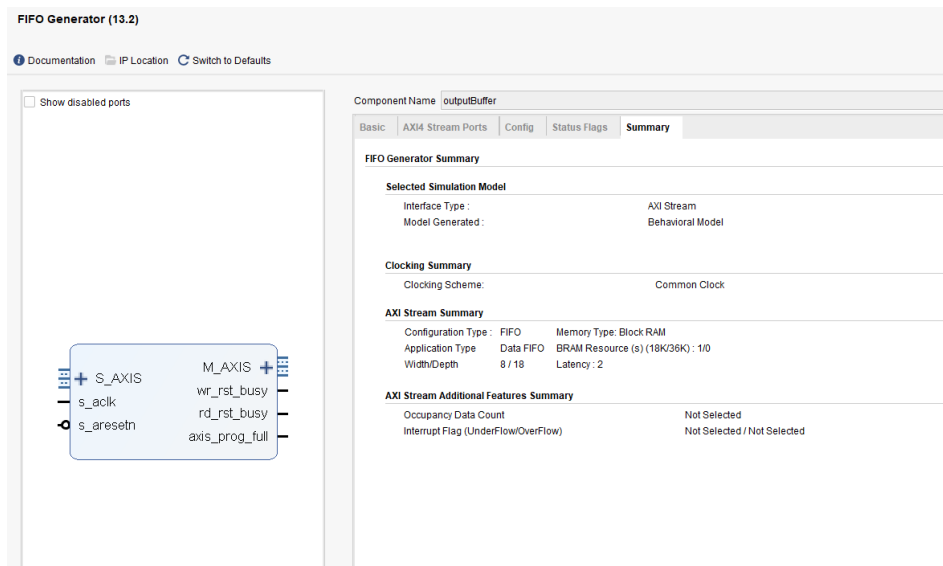 FIFO Generator (13.2)
Documentation IP Location Switch to Defaults
Show disabled ports
S_AXIS
s_aclk
s_aresetn
M_AXIS
wr_rst_busy
rd_rst_busy
axis_prog_full
Component Name outputBuffer
Basic AXI4 Stream Ports Config Status Flags Summary
FIFO Generator Summary
Selected Simulation Model
Interface Type : AXI Stream
Model Generated : Behavioral Model
Clocking Summary
Clocking Scheme: Common Clock
AXI Stream Summary
Configuration Type : FIFO Memory Type: Block RAM
Application Type Data FIFO BRAM Resource (s) (18K/36K) : 1/0
Width/Depth 8 / 18 Latency : 2
AXI Stream Additional Features Summary
Occupancy Data Count Not Selected
Interrupt Flag (UnderFlow/OverFlow) Not Selected / Not Selected